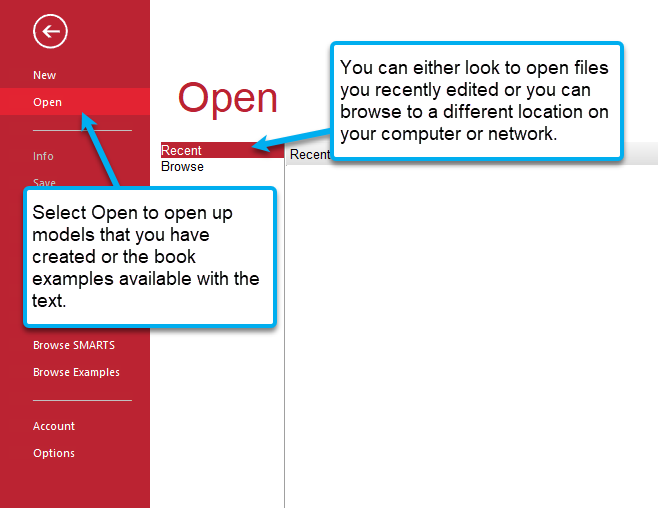 New
Open
Info
Save
Browse SMARTS
Browse Examples
Account
Options
Open
Recent
Browse
Recent
You can either look to open files
you recently edited or you can
browse to a different location on
your computer or network.
Select Open to open up
models that you have
created or the book
examples available with the
text.